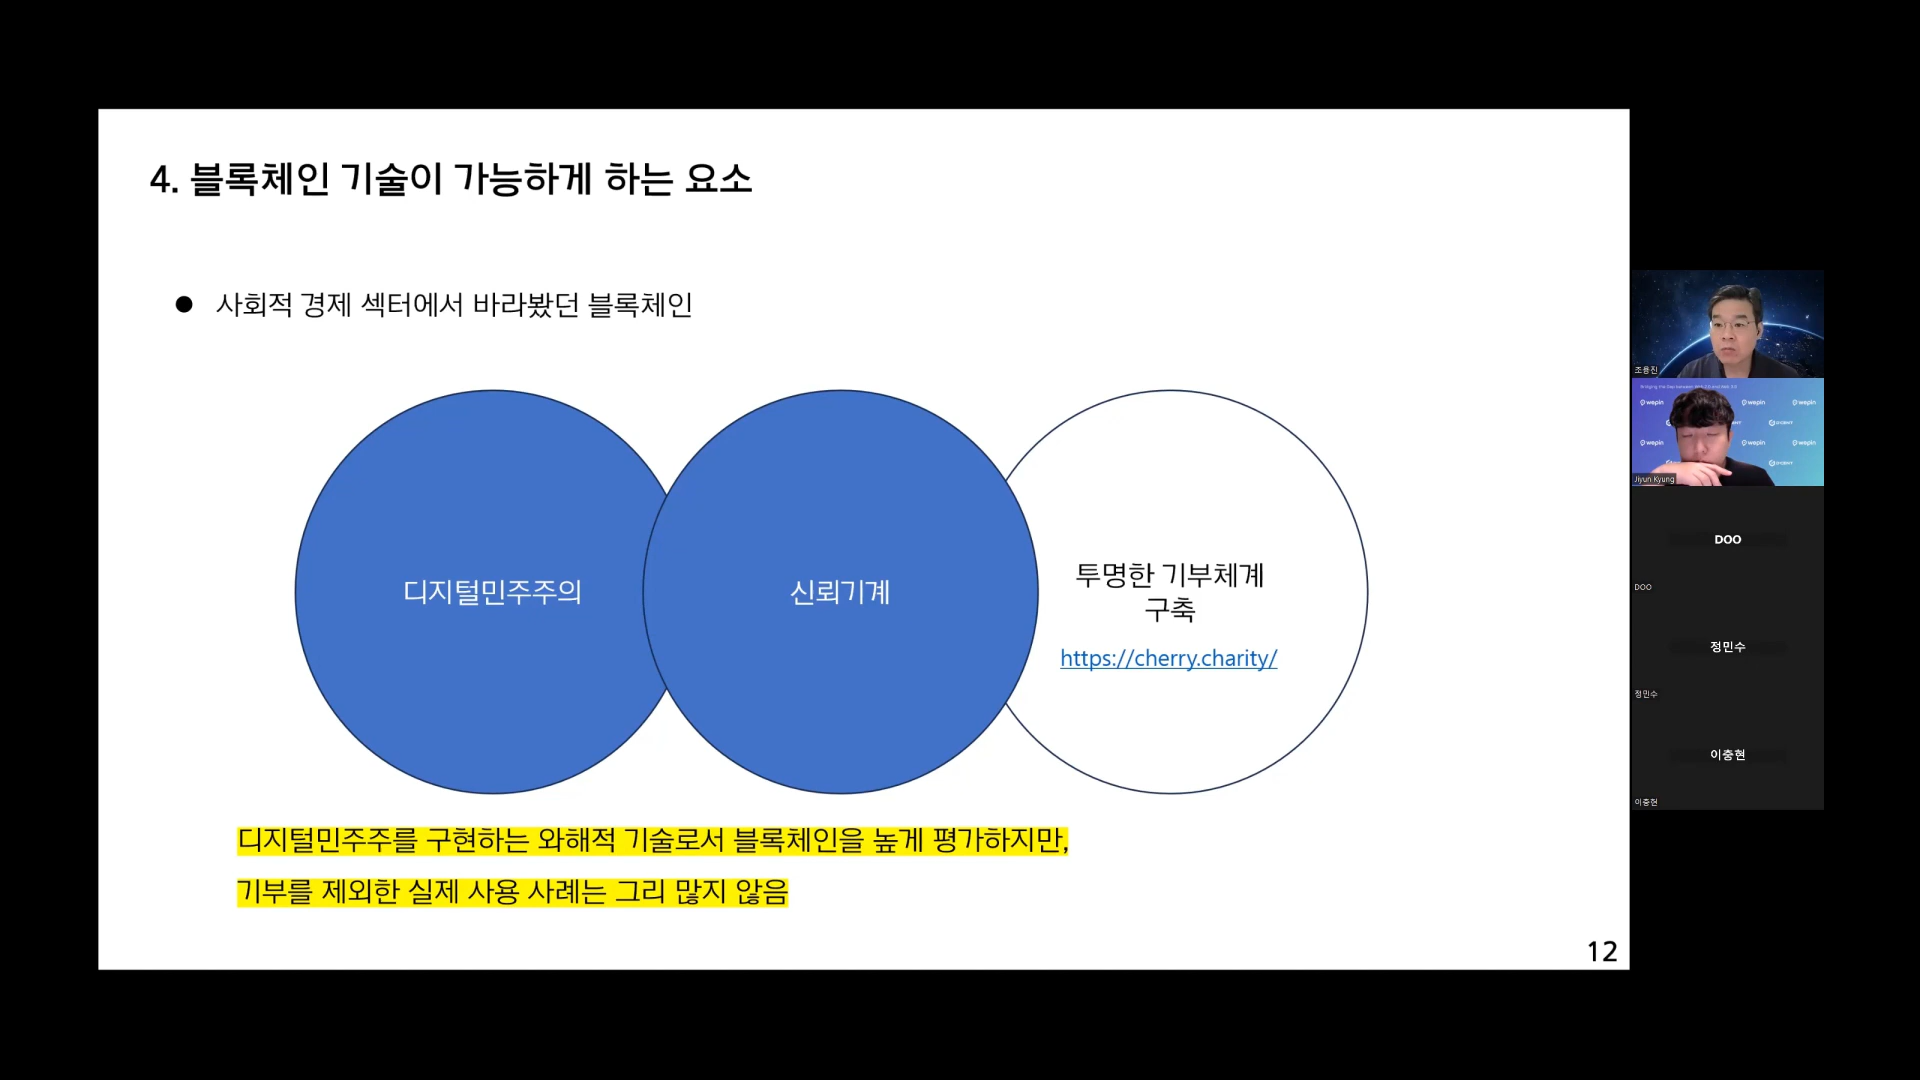 4. 블록체인 기술이 가능하게 하는 요소
● 사회적 경제 섹터에서 바라봤던 블록체인
디지털민주주의
신뢰기계
투명한 기부체계
구축
https://cherry.charity/
디지털민주주를 구현하는 와해적 기술로서 블록체인을 높게 평가하지만,
기부를 제외한 실제 사용 사례는 그리 많지 않음
12
조용진
wepin
wepin
wepin
wepin
wepin
wepin
Jiyun Kyung
DOO
DOO
정민수
정민수
이충현
이충현